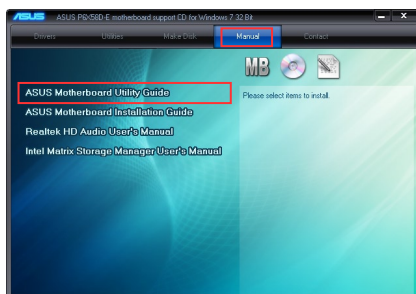 ASUS ASUS P6X58D-E motherboard support CD for Windows 7 32 Bit
Drivers Utilities Make Disk Manual Contact
MB
ASUS Motherboard Utility Guide
Please select items to install.
ASUS Motherboard Installation Guide
Realtek HD Audio User's Manual
Intel Matrix Storage Manager User's Manual